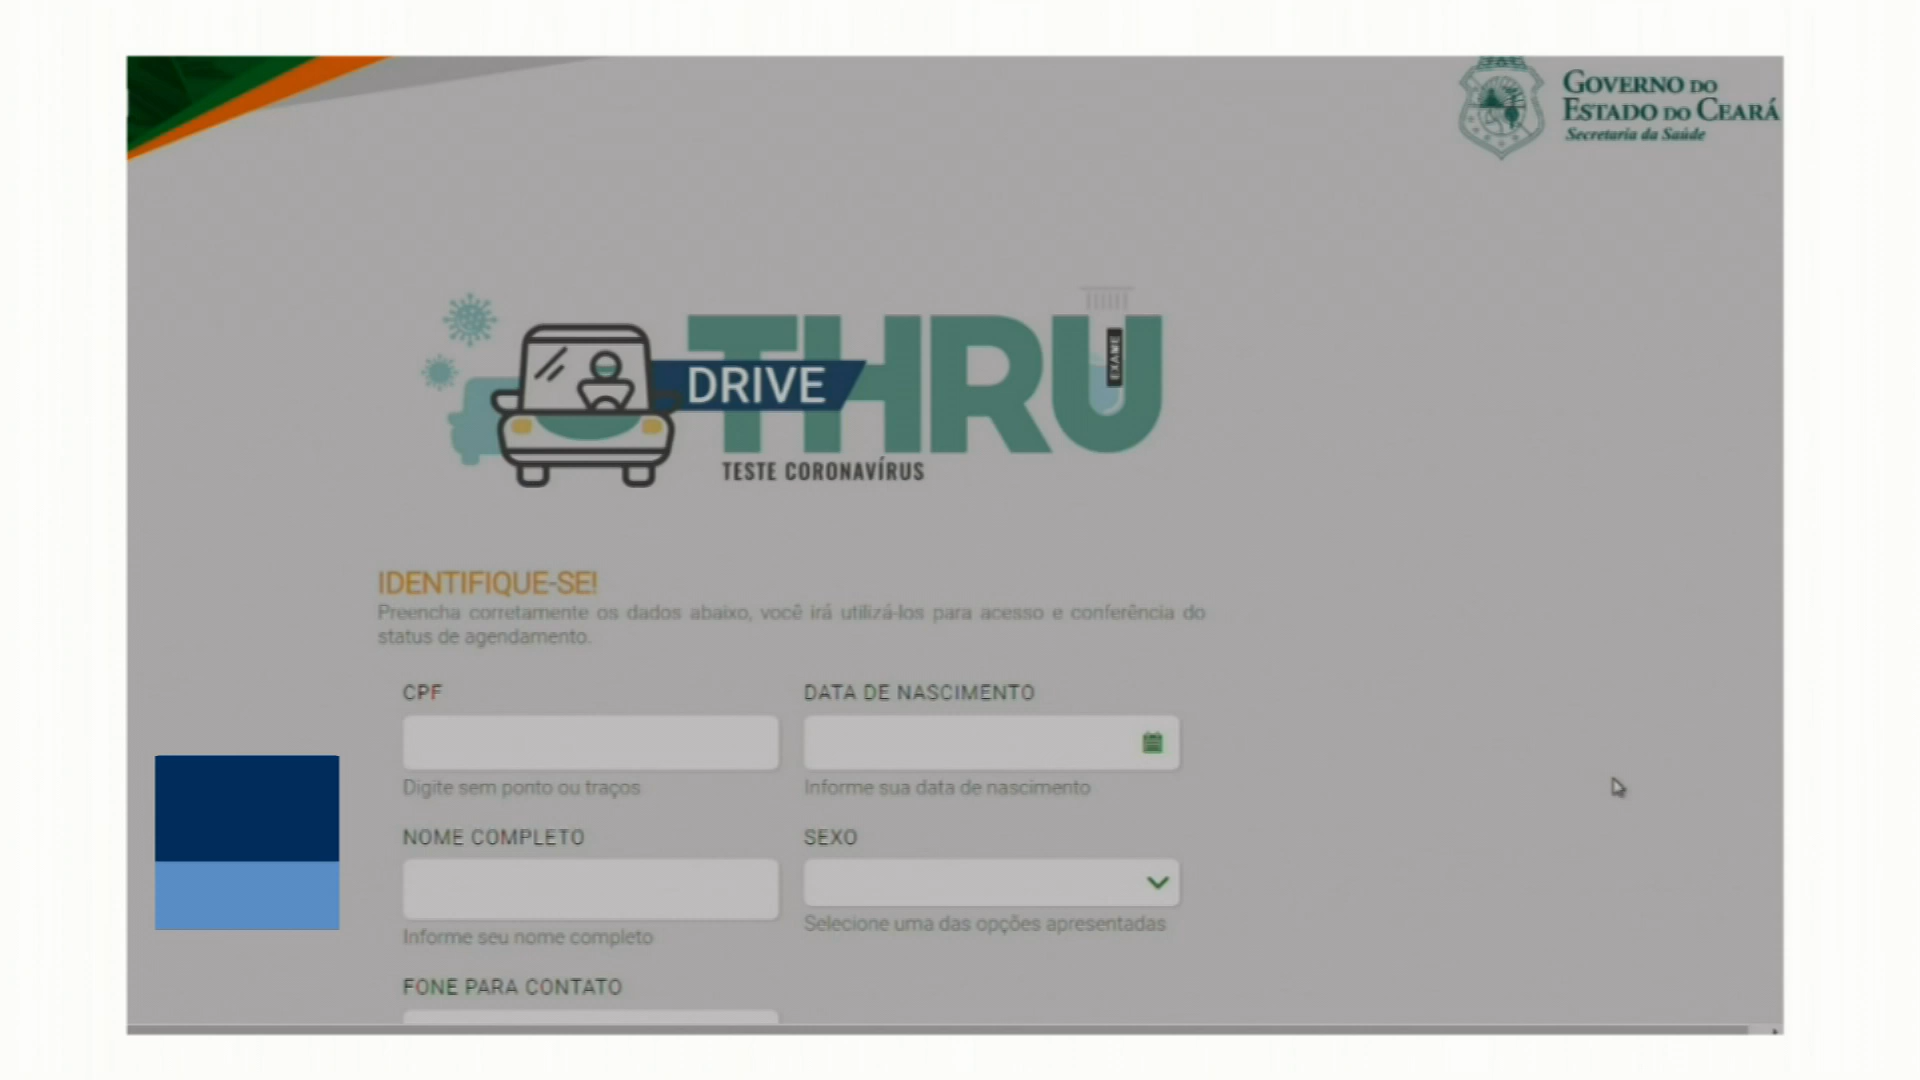 GOVERNO DO
ESTADO DO CEARÁ
Secretaria da Saúde
THRU
DRIVE
EXAME
TESTE CORONAVÍRUS
IDENTIFIQUE-SE!
Preencha corretamente os dados abaixo, você irá utilizá-los para acesso e conferência do
status de agendamento.
CPF
DATA DE NASCIMENTO
Digite sem ponto ou traços
Informe sua data de nascimento
NOME COMPLETO
SEXO
Informe seu nome completo
Selecione uma das opções apresentadas
FONE PARA CONTATO